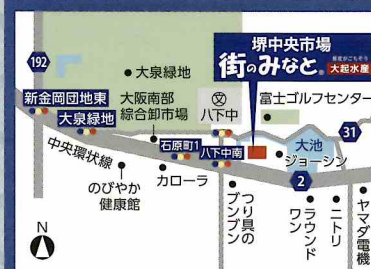 192
堺中央市場
街のみなと
鮮度がごちそう
大起水産
大泉緑地
新金岡団地東
大泉緑地
大阪南部
綜合卸市場
文
八下中
富士ゴルフセンター
31
石原町1
八下中南
大池
ジョーシン
中央環状線
カローラ
のびやか
健康館
2
つり具の
ブンブン
ラウンド
ワン
ニトリ
ヤマダ電機
N